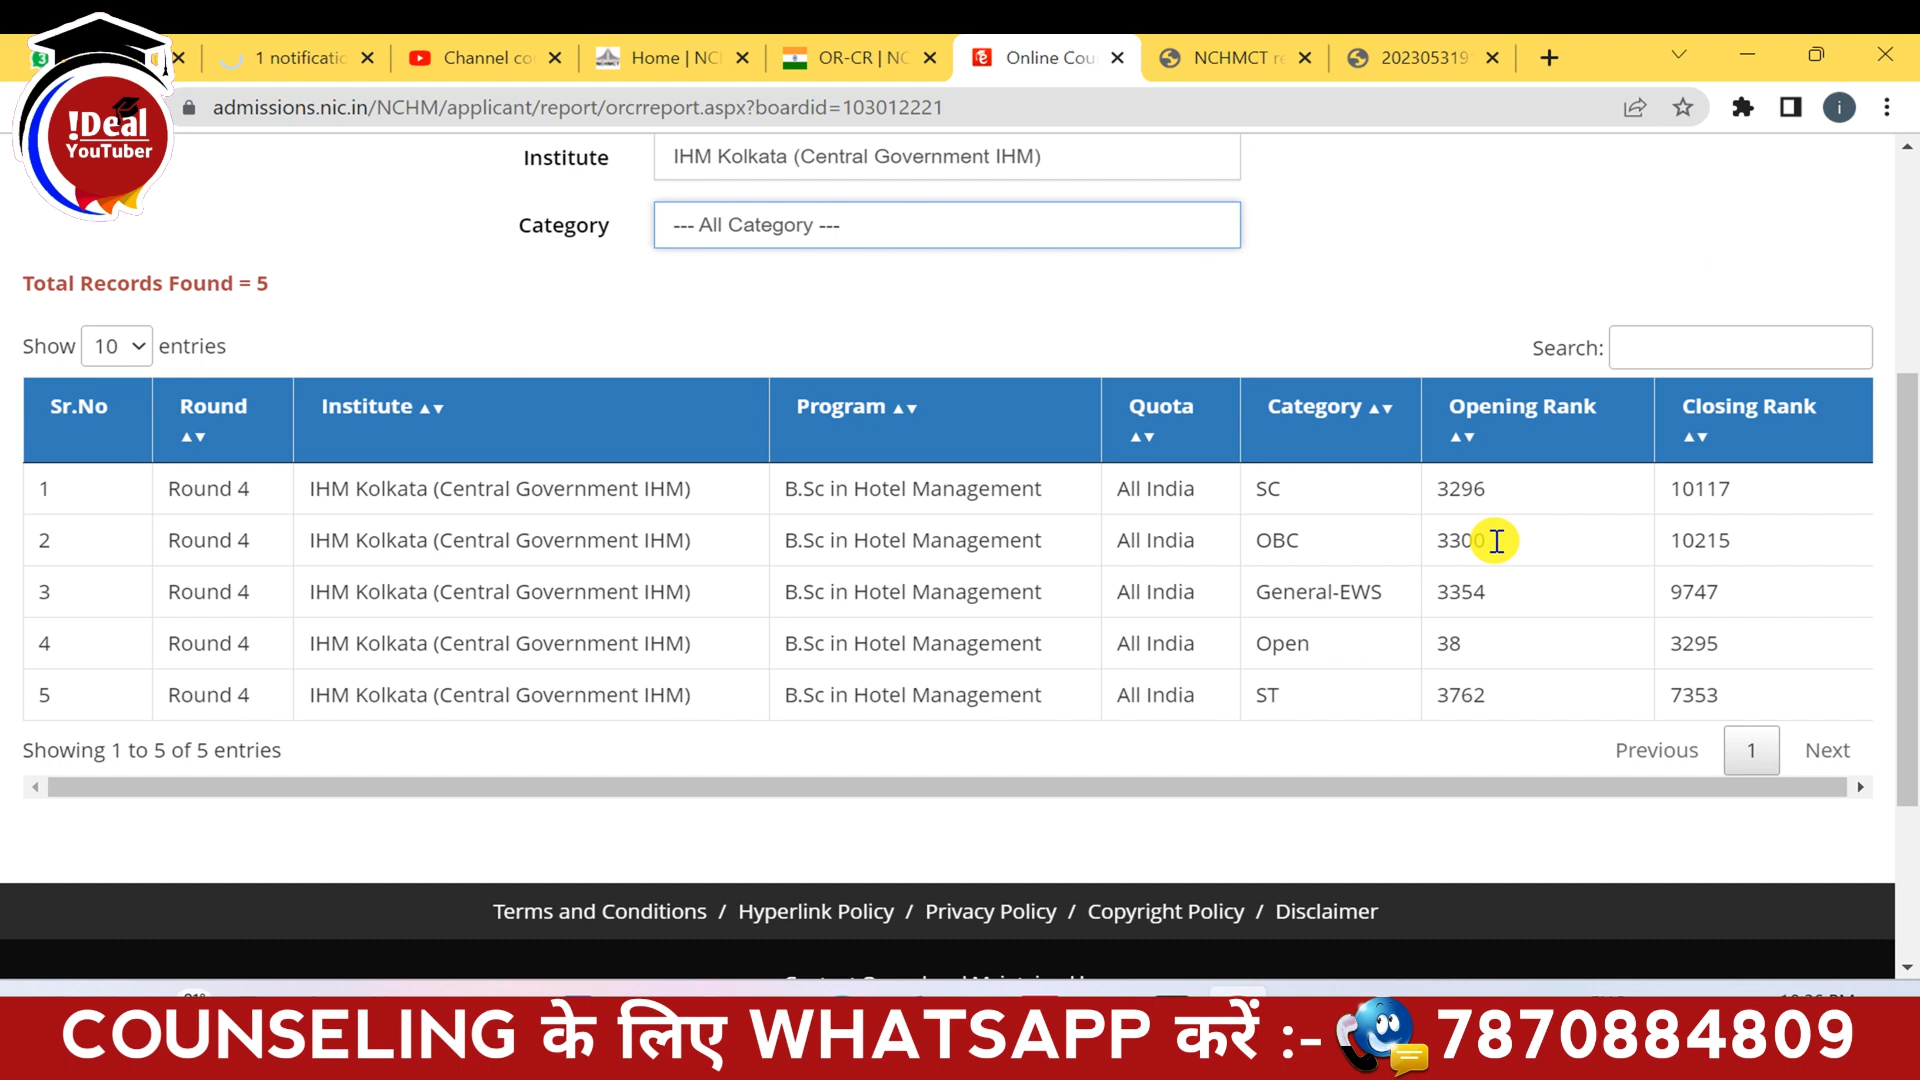 1 notificatio
Channel co
Home | NC
OR-CR | NC
Online Cou
NCHMCT re
202305319
!Deal
YouTuber
admissions.nic.in/NCHM/applicant/report/orcrreport.aspx?boardid=103012221
i
Institute IHM Kolkata (Central Government IHM)
Category --- All Category ---
Total Records Found = 5
Show 10 entries
Search:
Sr.No Round Institute Program Quota Category Opening Rank Closing Rank
1 Round 4 IHM Kolkata (Central Government IHM) B.Sc in Hotel Management All India SC 3296 10117
2 Round 4 IHM Kolkata (Central Government IHM) B.Sc in Hotel Management All India OBC 3300 10215
3 Round 4 IHM Kolkata (Central Government IHM) B.Sc in Hotel Management All India General-EWS 3354 9747
4 Round 4 IHM Kolkata (Central Government IHM) B.Sc in Hotel Management All India Open 38 3295
5 Round 4 IHM Kolkata (Central Government IHM) B.Sc in Hotel Management All India ST 3762 7353
Showing 1 to 5 of 5 entries
Previous 1 Next
Terms and Conditions / Hyperlink Policy / Privacy Policy / Copyright Policy / Disclaimer
COUNSELING के लिए WHATSAPP करें :- 7870884809